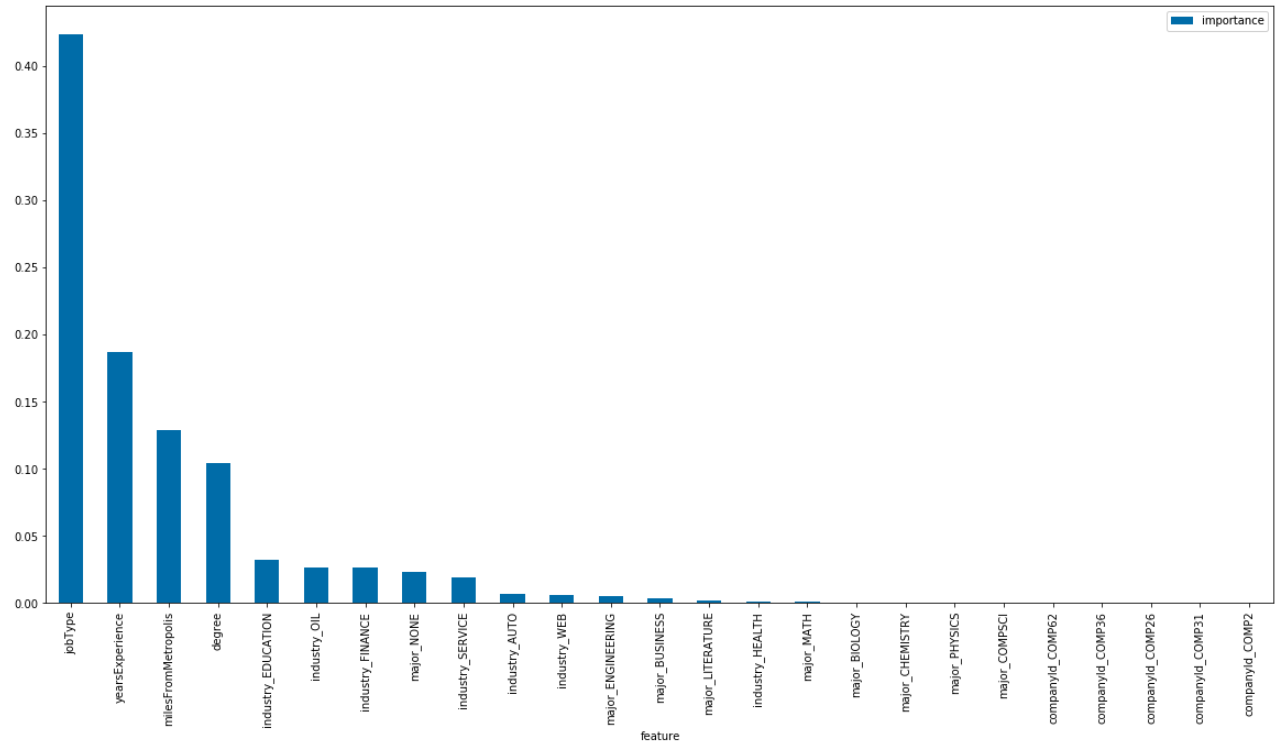 importance
0.40
0.35
0.30
0.25
0.20
0.15
0.10
0.05
0.00
jobType
yearsExperience
milesFromMetropolis
degree
industry_EDUCATION
industry_OIL
industry_FINANCE
major_NONE
industry_SERVICE
industry_AUTO
industry_WEB
major_ENGINEERING
major_BUSINESS
major_LITERATURE
industry_HEALTH
major_MATH
major_BIOLOGY
major_CHEMISTRY
major_PHYSICS
major_COMPSCI
companyId_COMP62
companyId_COMP36
companyId_COMP26
companyId_COMP31
companyId_COMP2
feature